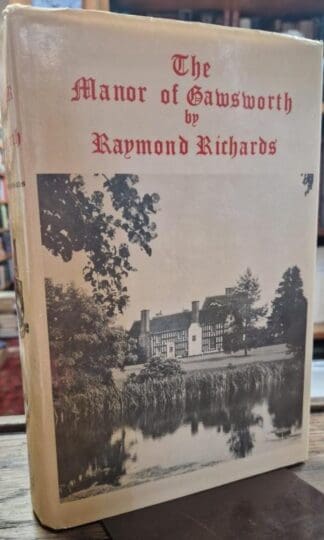 The
Manor of Gawsworth
by
Raymond Richards